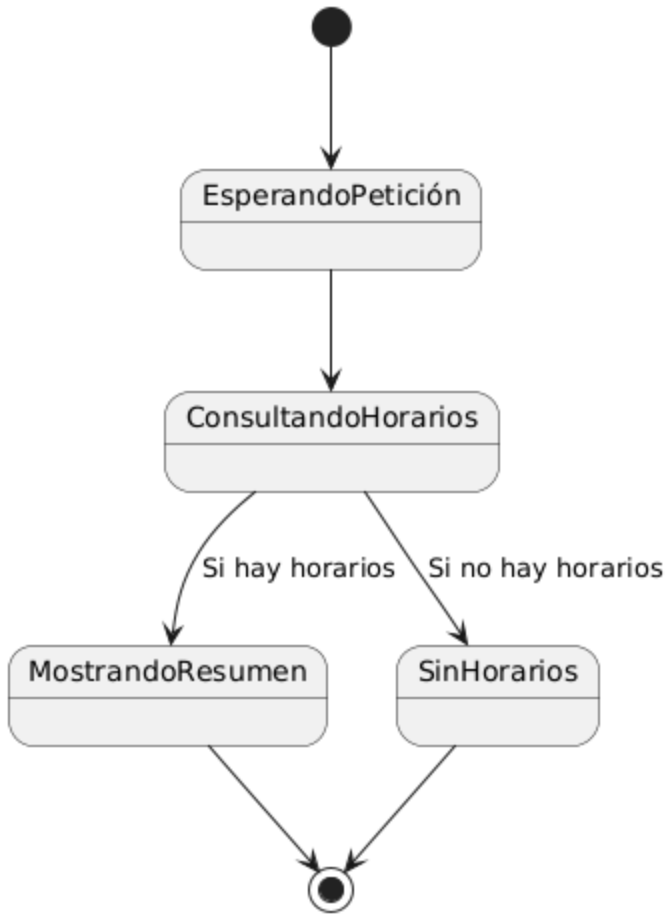 EsperandoPetición
ConsultandoHorarios
Si hay horarios
Si no hay horarios
MostrandoResumen
SinHorarios